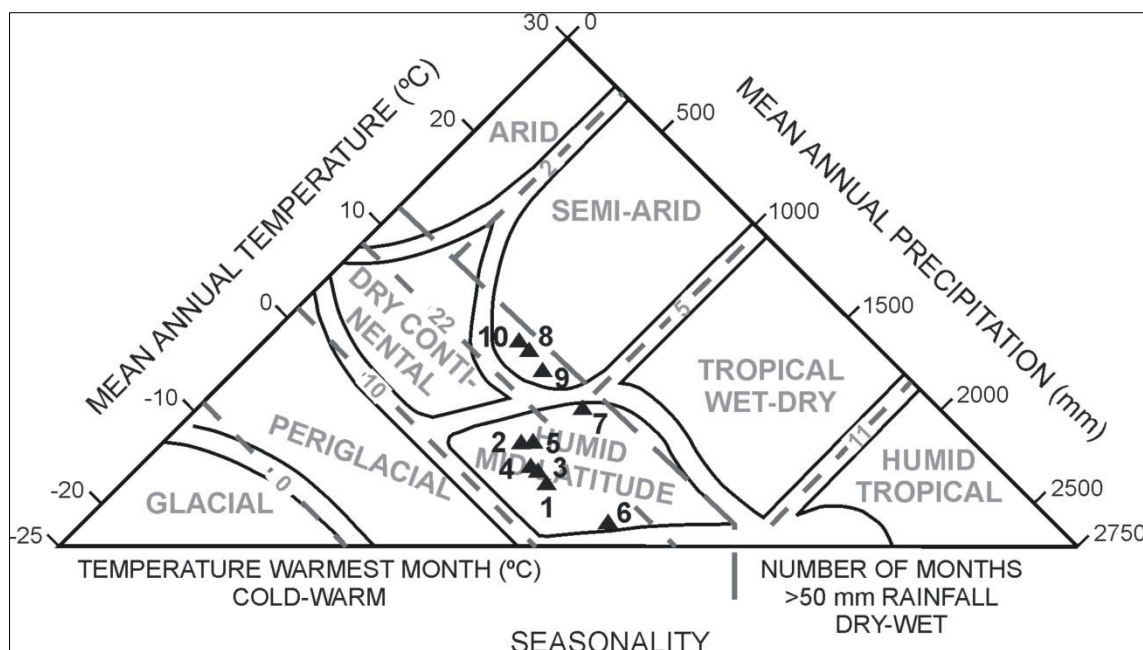 30 0
MEAN ANNUAL TEMPERATURE (ºC)
MEAN ANNUAL PRECIPITATION (mm)
20
10
0
-10
-20
-25
500
1000
1500
2000
2500
2750
ARID
2
SEMI-ARID
DRY CONTI-
NENTAL
'22
10 8
9
5
7
TROPICAL
WET-DRY
'10
PERIGLACIAL
HUMID
MID-LATITUDE
2 5
4 3
1
6
11
HUMID
TROPICAL
'0
GLACIAL
TEMPERATURE WARMEST MONTH (ºC)
COLD-WARM
NUMBER OF MONTHS
>50 mm RAINFALL
DRY-WET
SEASONALITY